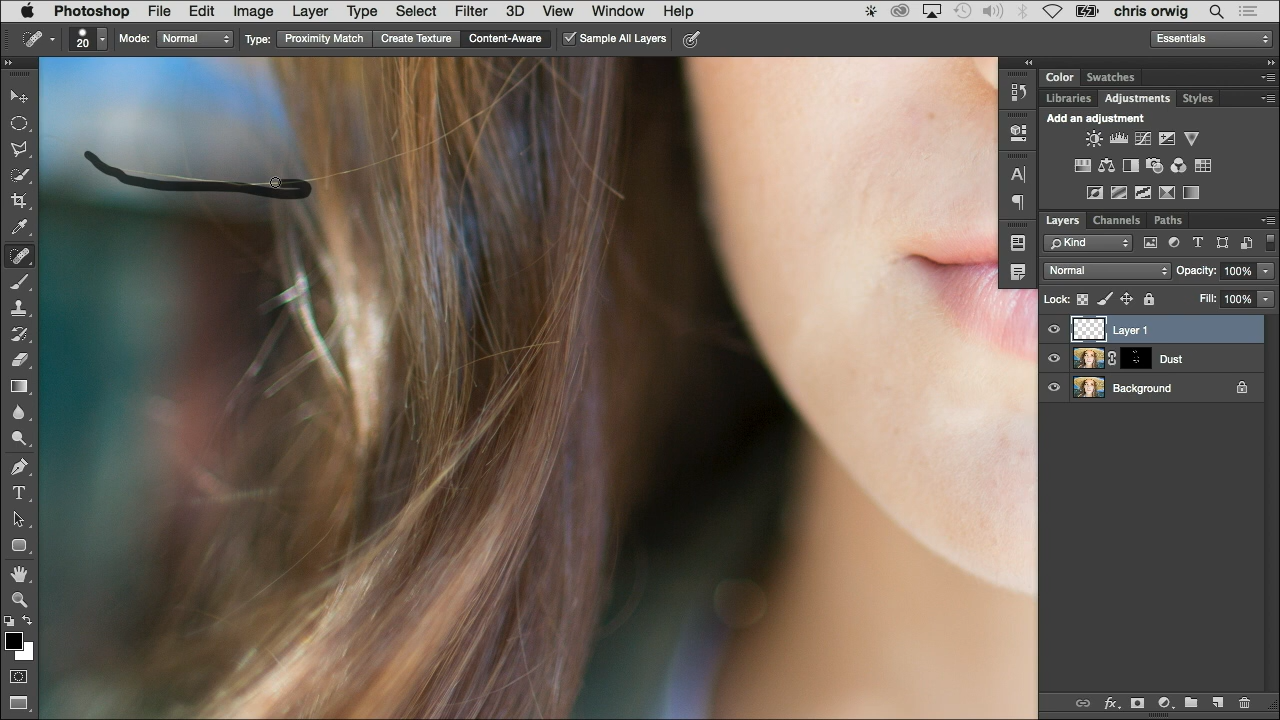 Photoshop File Edit Image Layer Type Select Filter 3D View Window Help chris orwig
20 Mode: Normal Type: Proximity Match Create Texture Content-Aware Sample All Layers Essentials
Color Swatches
Libraries Adjustments Styles
Add an adjustment
Layers Channels Paths
Kind
Normal Opacity: 100%
Lock: Fill: 100%
Layer 1
Dust
Background